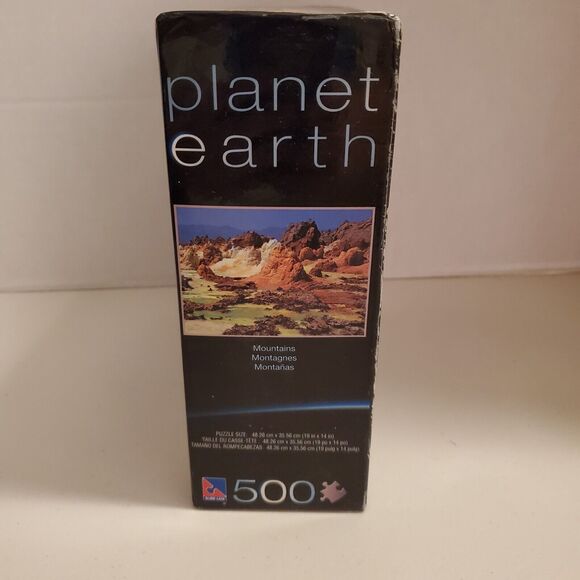 planet
earth
Mountains
Montagnes
Montañas
PUZZLE SIZE 48.26 cm x 35.56 cm (19 in x 14 in)
TAILLE DU CASSE-TÊTE 48.26 cm x 35.56 cm (19 po x 14 po)
TAMAÑO DEL ROMPECABEZAS 48.26 cm x 35.56 cm (19 pulg x 14 pulg)
SURE-LOX
500